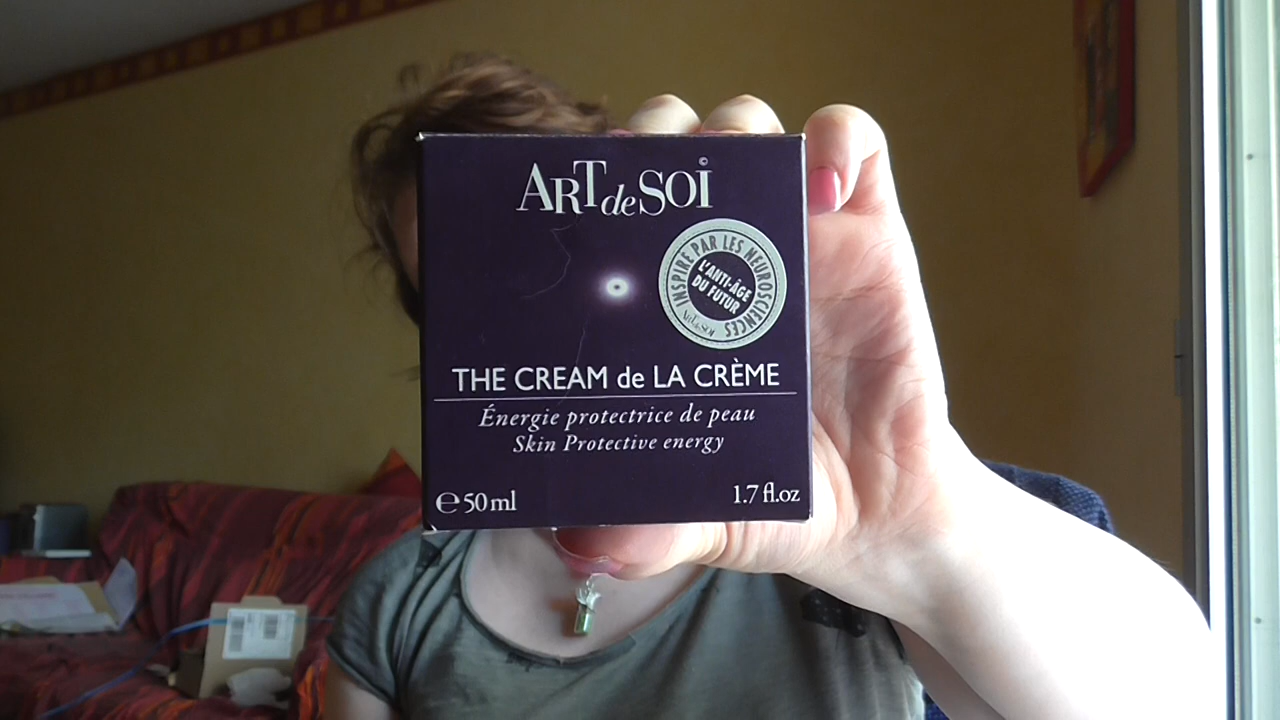 ARTdeSOi©
INSPIRÉ PAR LES NEUROSCIENCES
L'ANTI-ÂGE
DU FUTUR
ARTdeSOi
THE CREAM de LA CRÈME
Énergie protectrice de peau
Skin Protective energy
℮50ml
1.7 fl.oz